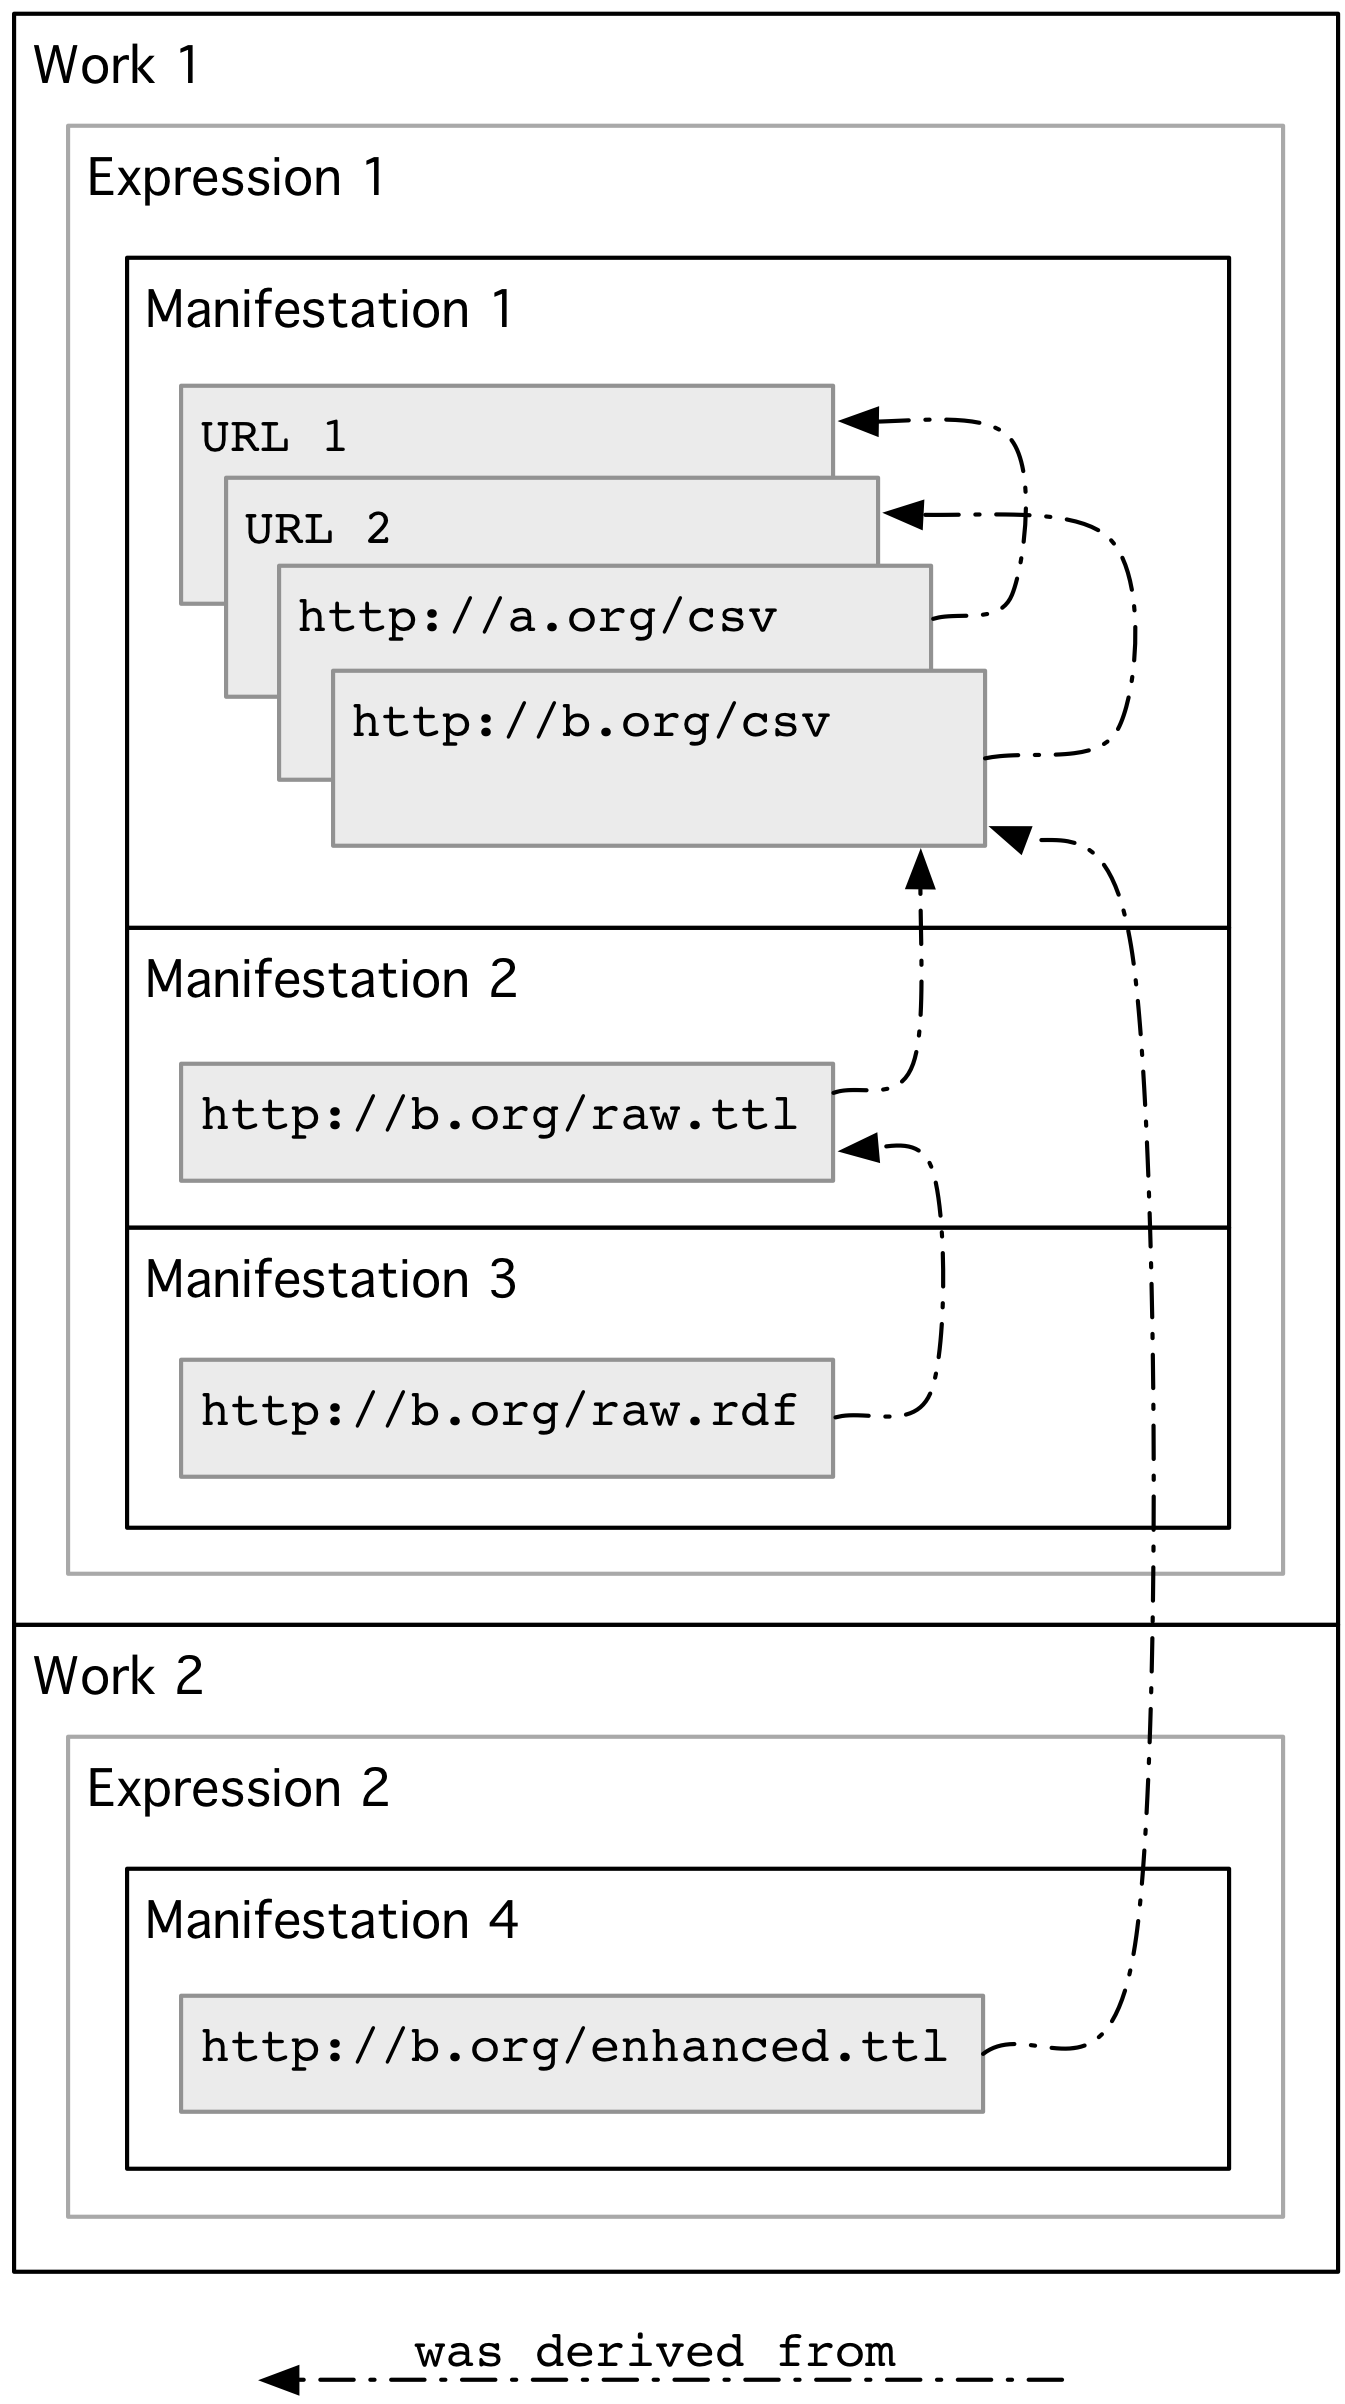 Work 1
Expression 1
Manifestation 1
URL 1
URL 2
http://a.org/csv
http://b.org/csv
Manifestation 2
http://b.org/raw.ttl
Manifestation 3
http://b.org/raw.rdf
Work 2
Expression 2
Manifestation 4
http://b.org/enhanced.ttl
was derived from